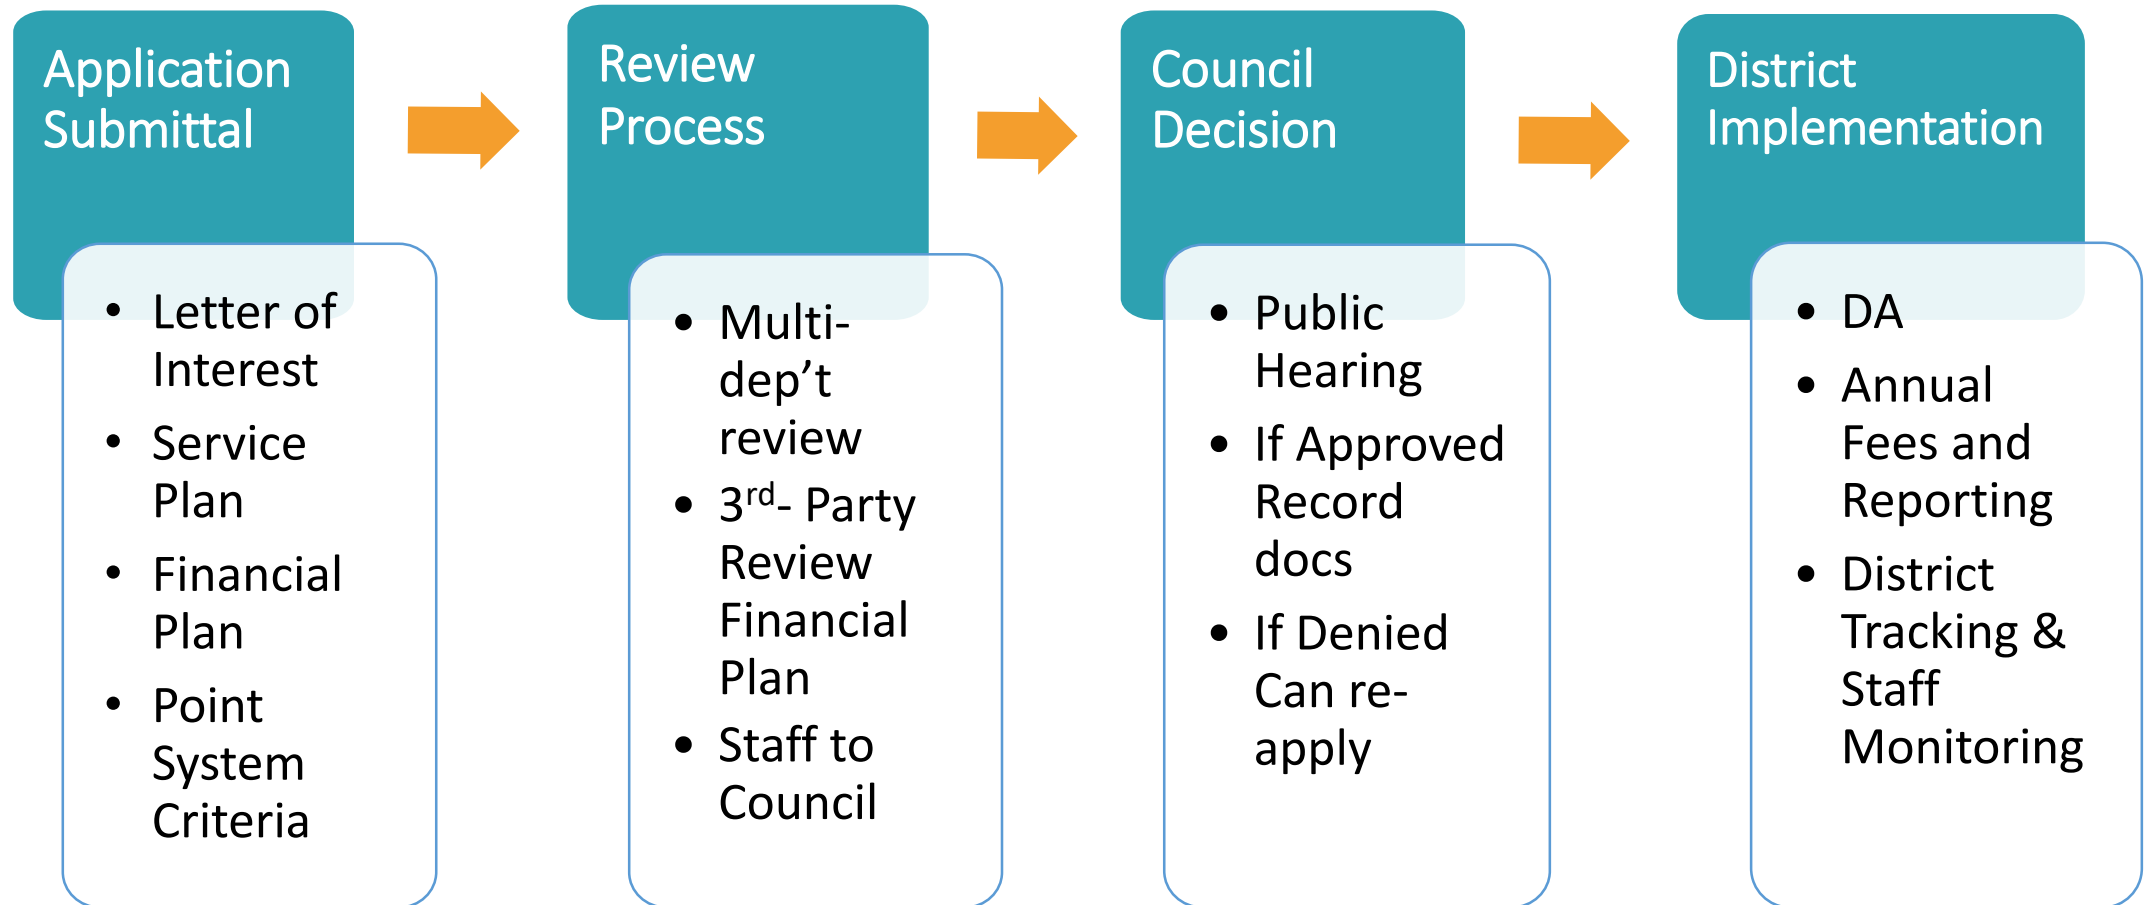 Application
Submittal
• Letter of
Interest
• Service
Plan
• Financial
Plan
• Point
System
Criteria
Review
Process
• Multi-
dep’t
review
• 3rd- Party
Review
Financial
Plan
• Staff to
Council
Council
Decision
• Public
Hearing
• If Approved
Record
docs
• If Denied
Can re-
apply
District
Implementation
• DA
• Annual
Fees and
Reporting
• District
Tracking &
Staff
Monitoring